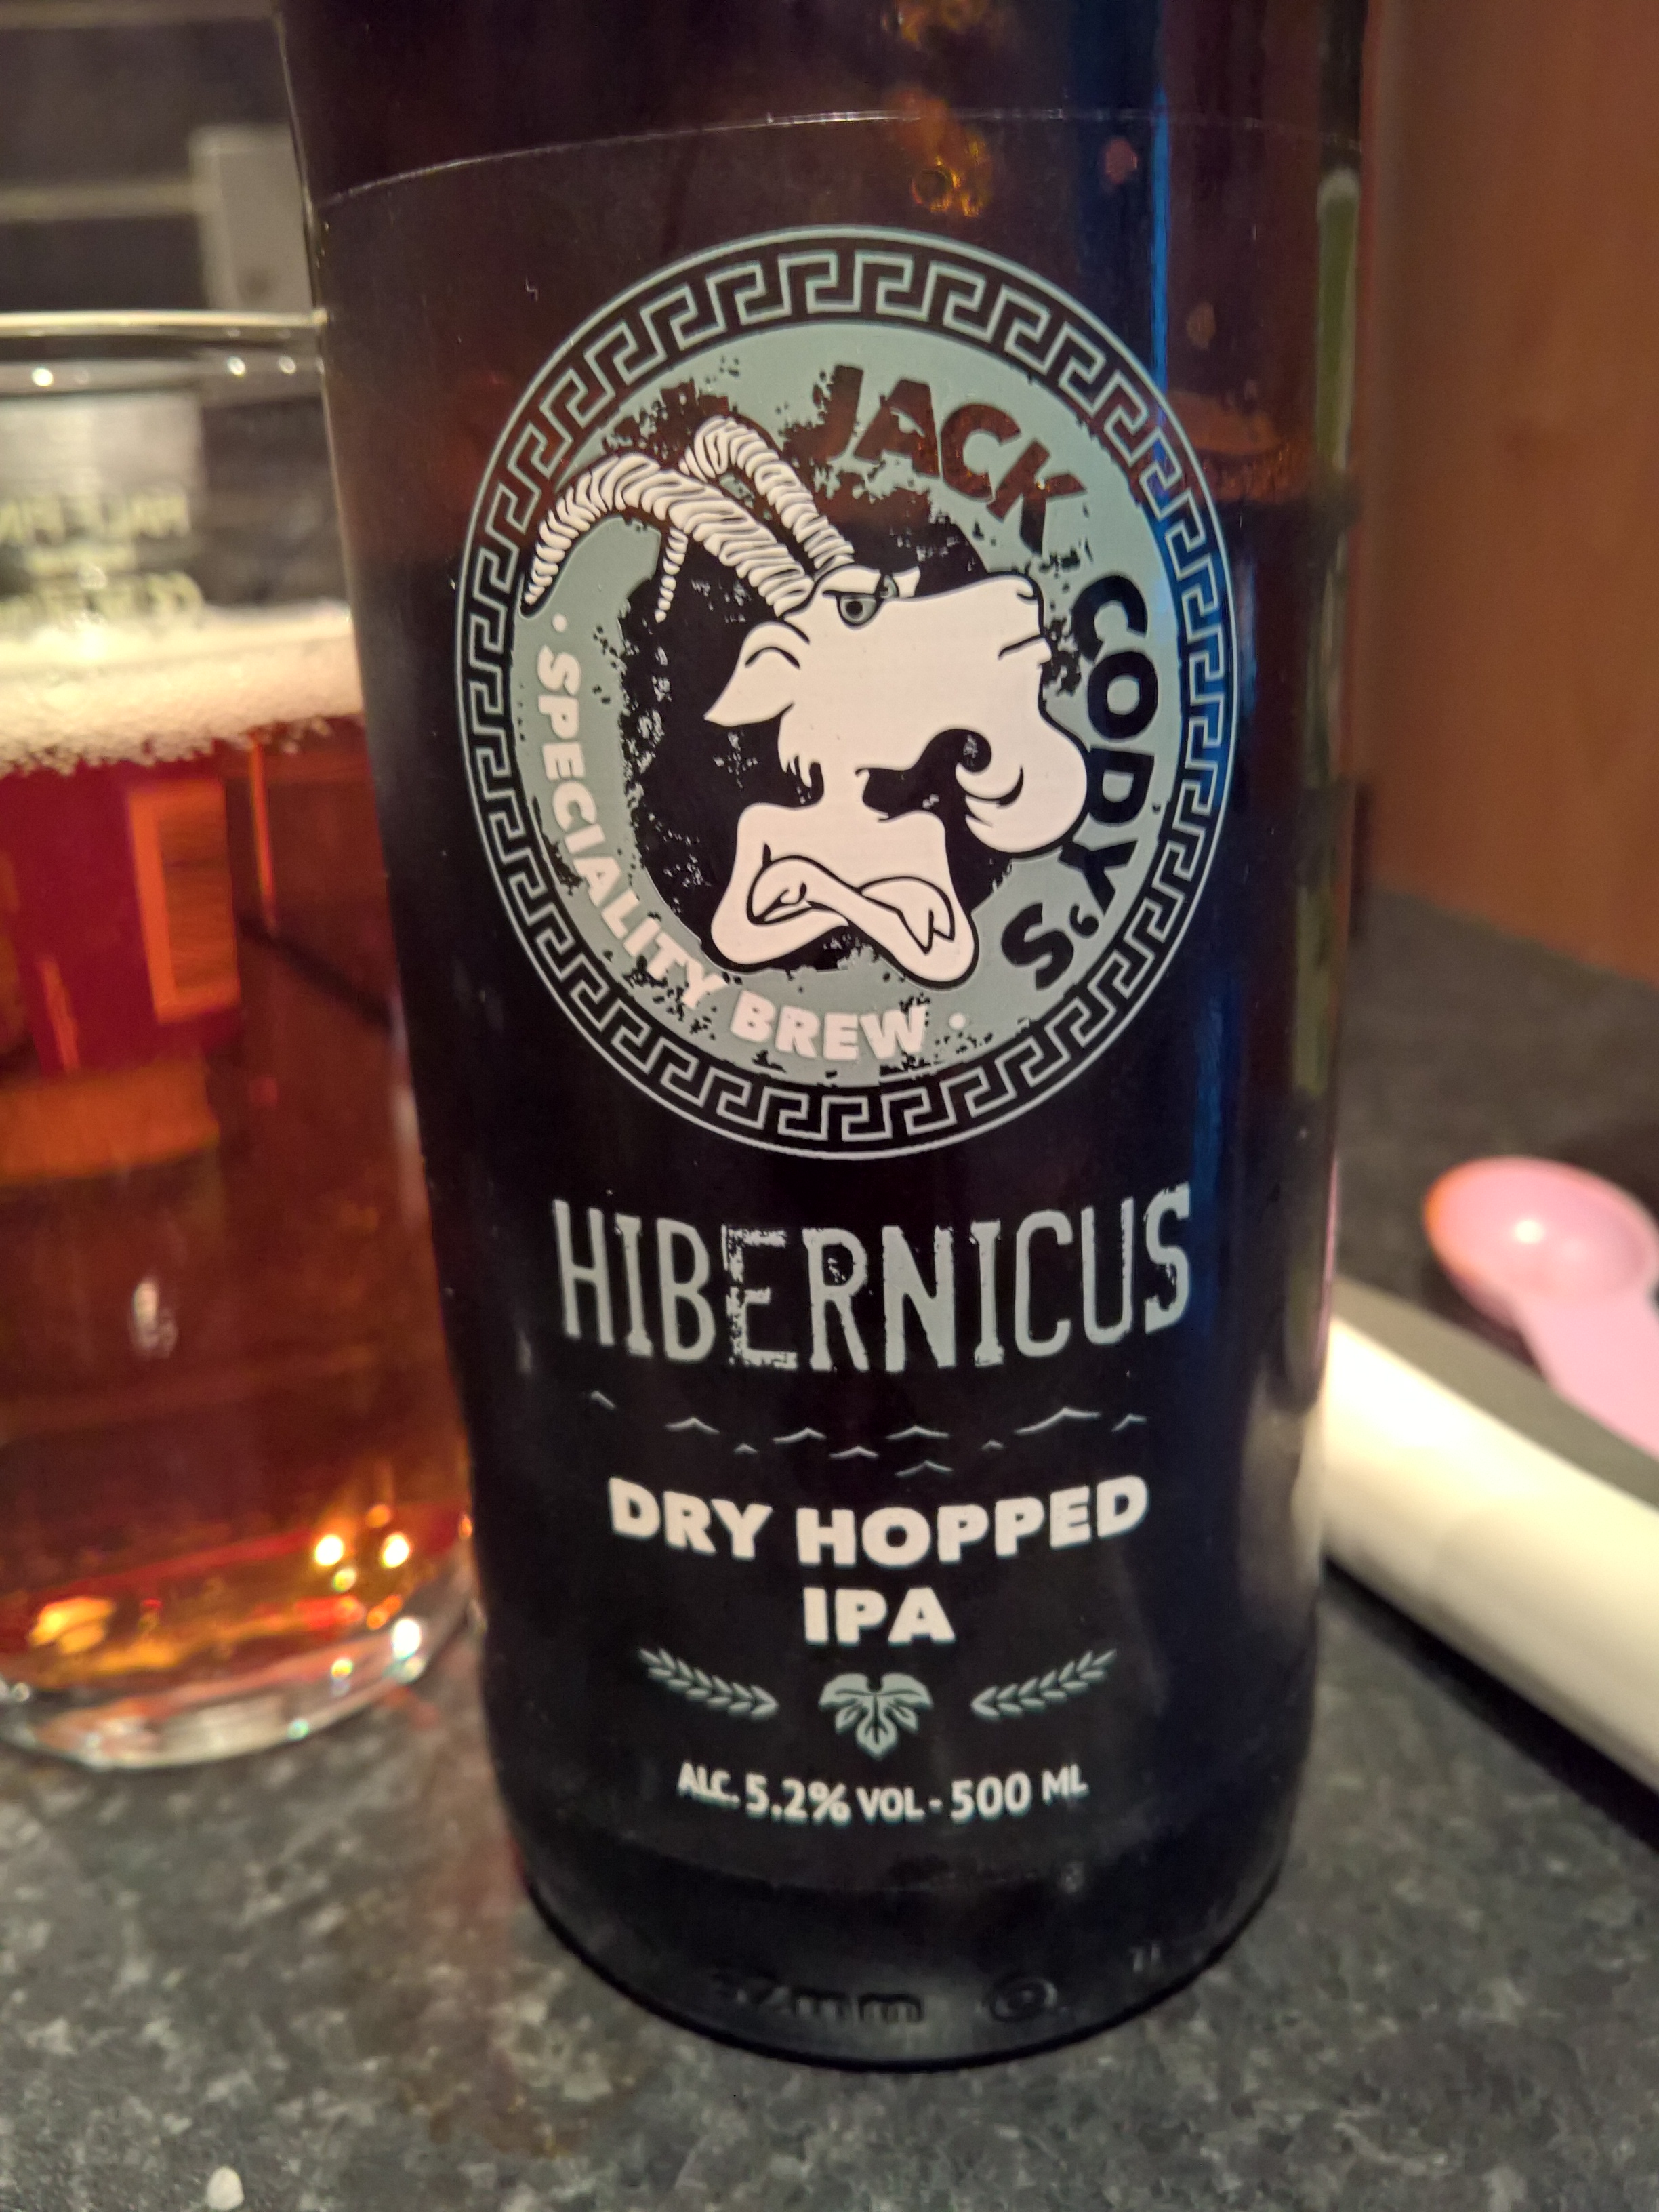 JACK CODY'S
· SPECIALITY BREW ·
HIBERNICUS
DRY HOPPED
IPA
ALC. 5.2% VOL - 500 ML